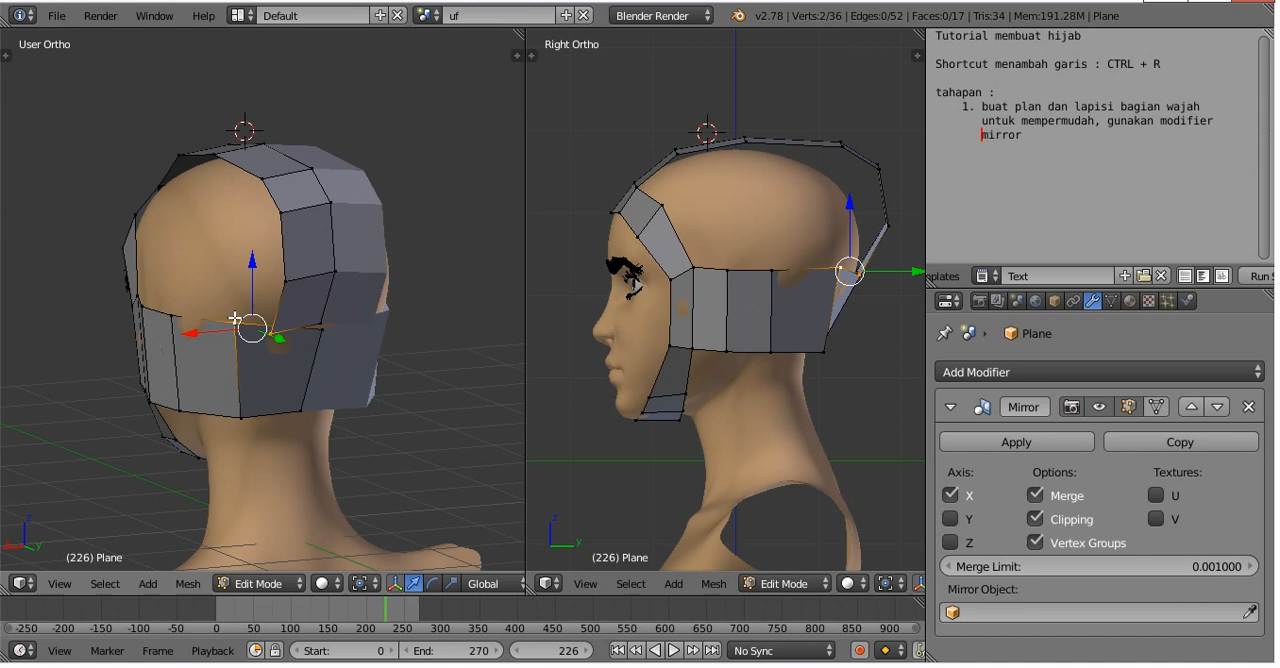 File Render Window Help Default uf Blender Render v2.78 | Verts:2/36 | Edges:0/52 | Faces:0/17 | Tris:34 | Mem:191.28M | Plane
User Ortho
Right Ortho
Tutorial membuat hijab
Shortcut menambah garis : CTRL + R
tahapan :
1. buat plan dan lapisi bagian wajah
untuk mempermudah, gunakan modifier
mirror
mplates Text Run S
Plane
Add Modifier
Mirror
Apply Copy
Axis: Options: Textures:
X Merge U
Y Clipping V
Z Vertex Groups
Merge Limit: 0.001000
Mirror Object:
(226) Plane
(226) Plane
View Select Add Mesh Edit Mode Global
View Select Add Mesh Edit Mode
-250 -200 -150 -100 -50 0 50 100 150 200 250 300 350 400 450 500 550 600 650 700 750 800 850 900
View Marker Frame Playback Start: 0 End: 270 226 No Sync